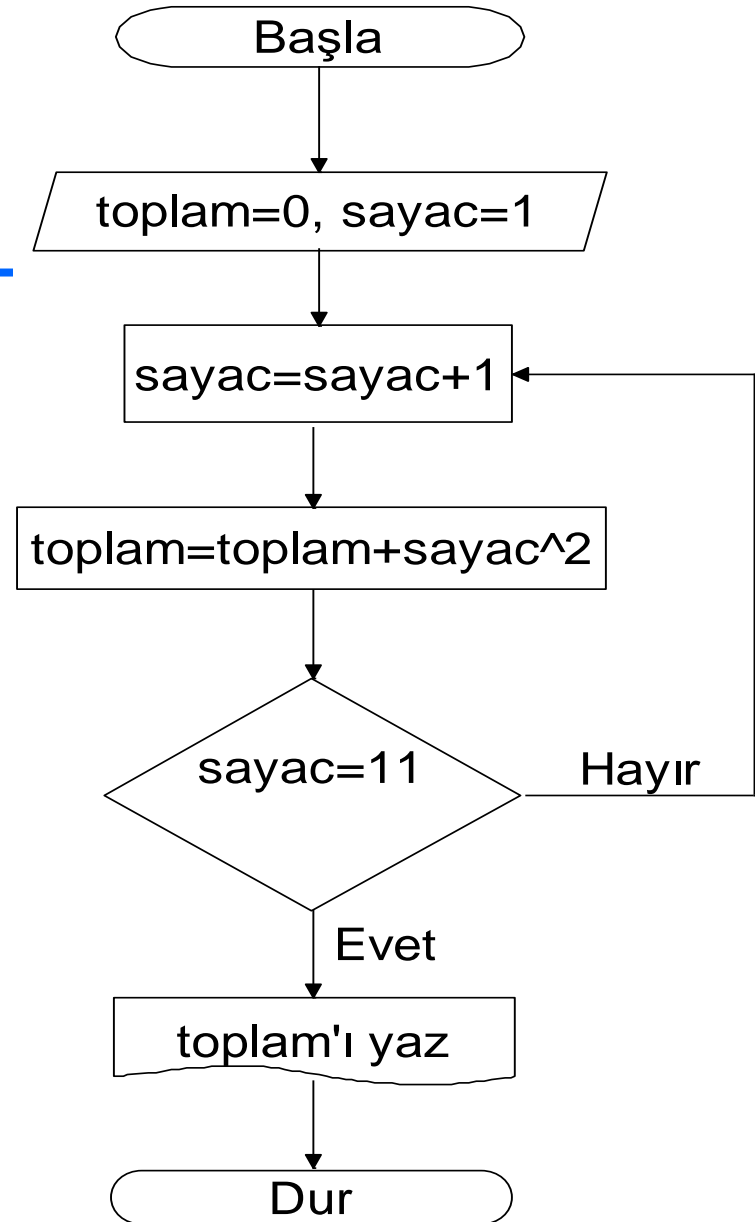 Başla
toplam=0, sayac=1
sayac=sayac+1
toplam=toplam+sayac^2
sayac=11
Hayır
Evet
toplam'ı yaz
Dur